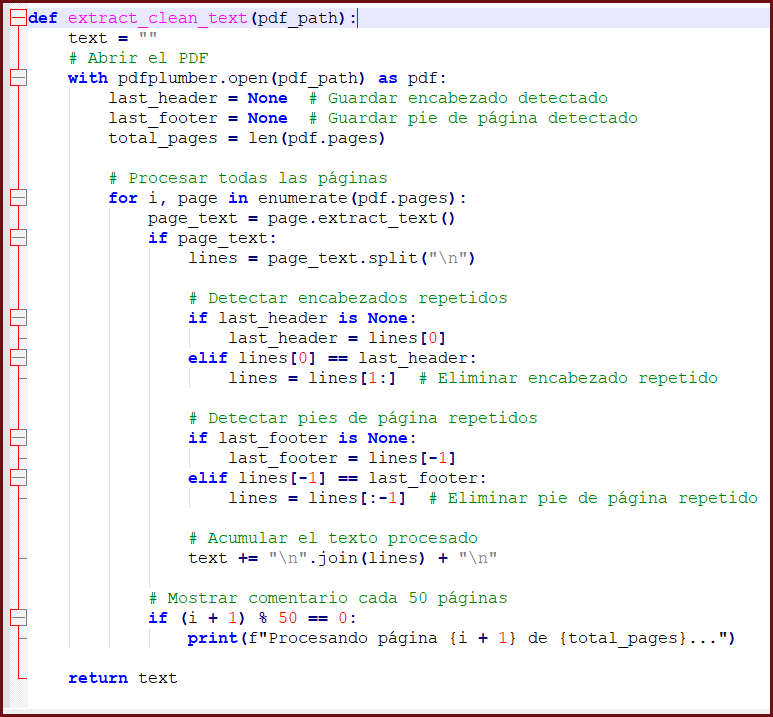 def extract_clean_text(pdf_path):
    text = ""
    # Abrir el PDF
    with pdfplumber.open(pdf_path) as pdf:
        last_header = None  # Guardar encabezado detectado
        last_footer = None  # Guardar pie de página detectado
        total_pages = len(pdf.pages)

        # Procesar todas las páginas
        for i, page in enumerate(pdf.pages):
            page_text = page.extract_text()
            if page_text:
                lines = page_text.split("\n")

                # Detectar encabezados repetidos
                if last_header is None:
                    last_header = lines[0]
                elif lines[0] == last_header:
                    lines = lines[1:]  # Eliminar encabezado repetido

                # Detectar pies de página repetidos
                if last_footer is None:
                    last_footer = lines[-1]
                elif lines[-1] == last_footer:
                    lines = lines[:-1]  # Eliminar pie de página repetido

                # Acumular el texto procesado
                text += "\n".join(lines) + "\n"

            # Mostrar comentario cada 50 páginas
            if (i + 1) % 50 == 0:
                print(f"Procesando página {i + 1} de {total_pages}...")

    return text